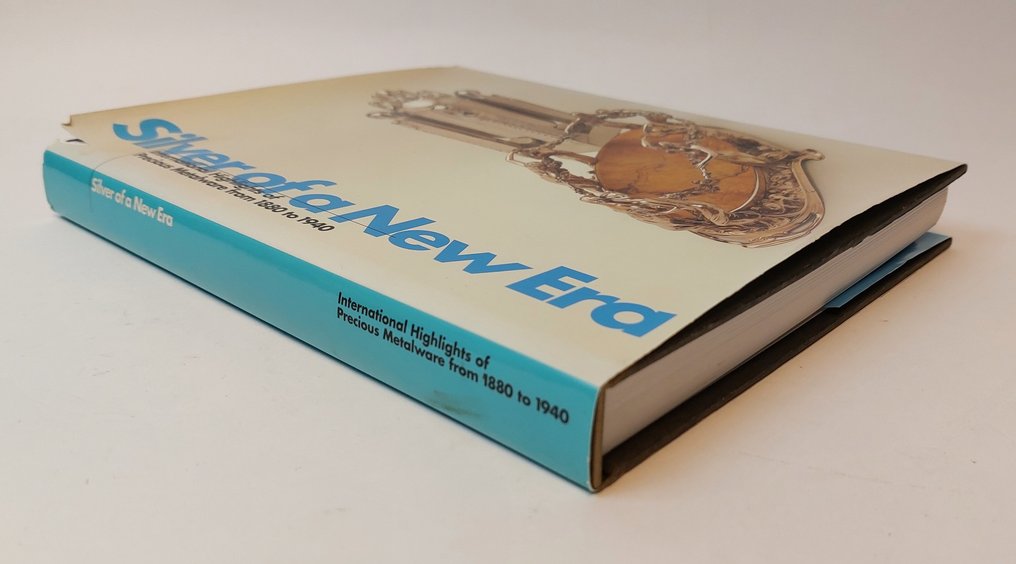 Silver of a New Era
International Highlights of
Precious Metalware from 1880 to 1940
Silver of a New Era
International Highlights of
Precious Metalware from 1880 to 1940